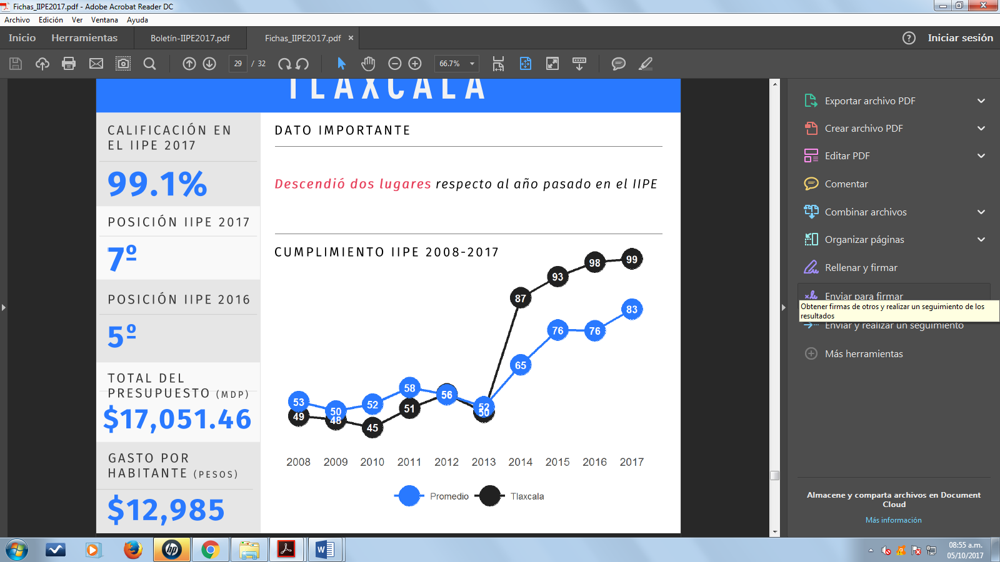 Fichas_IIPE2017.pdf - Adobe Acrobat Reader DC
Archivo Edición Ver Ventana Ayuda
Inicio Herramientas Boletín-IIPE2017.pdf Fichas_IIPE2017.pdf × ? Iniciar sesión
29 / 32 66.7%
TLAXCALA
CALIFICACIÓN EN
EL IIPE 2017
99.1%
POSICIÓN IIPE 2017
7º
POSICIÓN IIPE 2016
5º
TOTAL DEL
PRESUPUESTO (MDP)
$17,051.46
GASTO POR
HABITANTE (PESOS)
$12,985
DATO IMPORTANTE
Descendió dos lugares respecto al año pasado en el IIPE
CUMPLIMIENTO IIPE 2008-2017
53 50 52 58 56 52 65 76 76 83
49 48 45 51 50 87 93 98 99
2008 2009 2010 2011 2012 2013 2014 2015 2016 2017
Promedio Tlaxcala
Exportar archivo PDF
Crear archivo PDF
Editar PDF
Comentar
Combinar archivos
Organizar páginas
Rellenar y firmar
Enviar para firmar
Obtener firmas de otros y realizar un seguimiento de los
resultados
Enviar y realizar un seguimiento
Más herramientas
Almacene y comparta archivos en Document
Cloud
Más información
hp
W
08:55 a.m.
05/10/2017